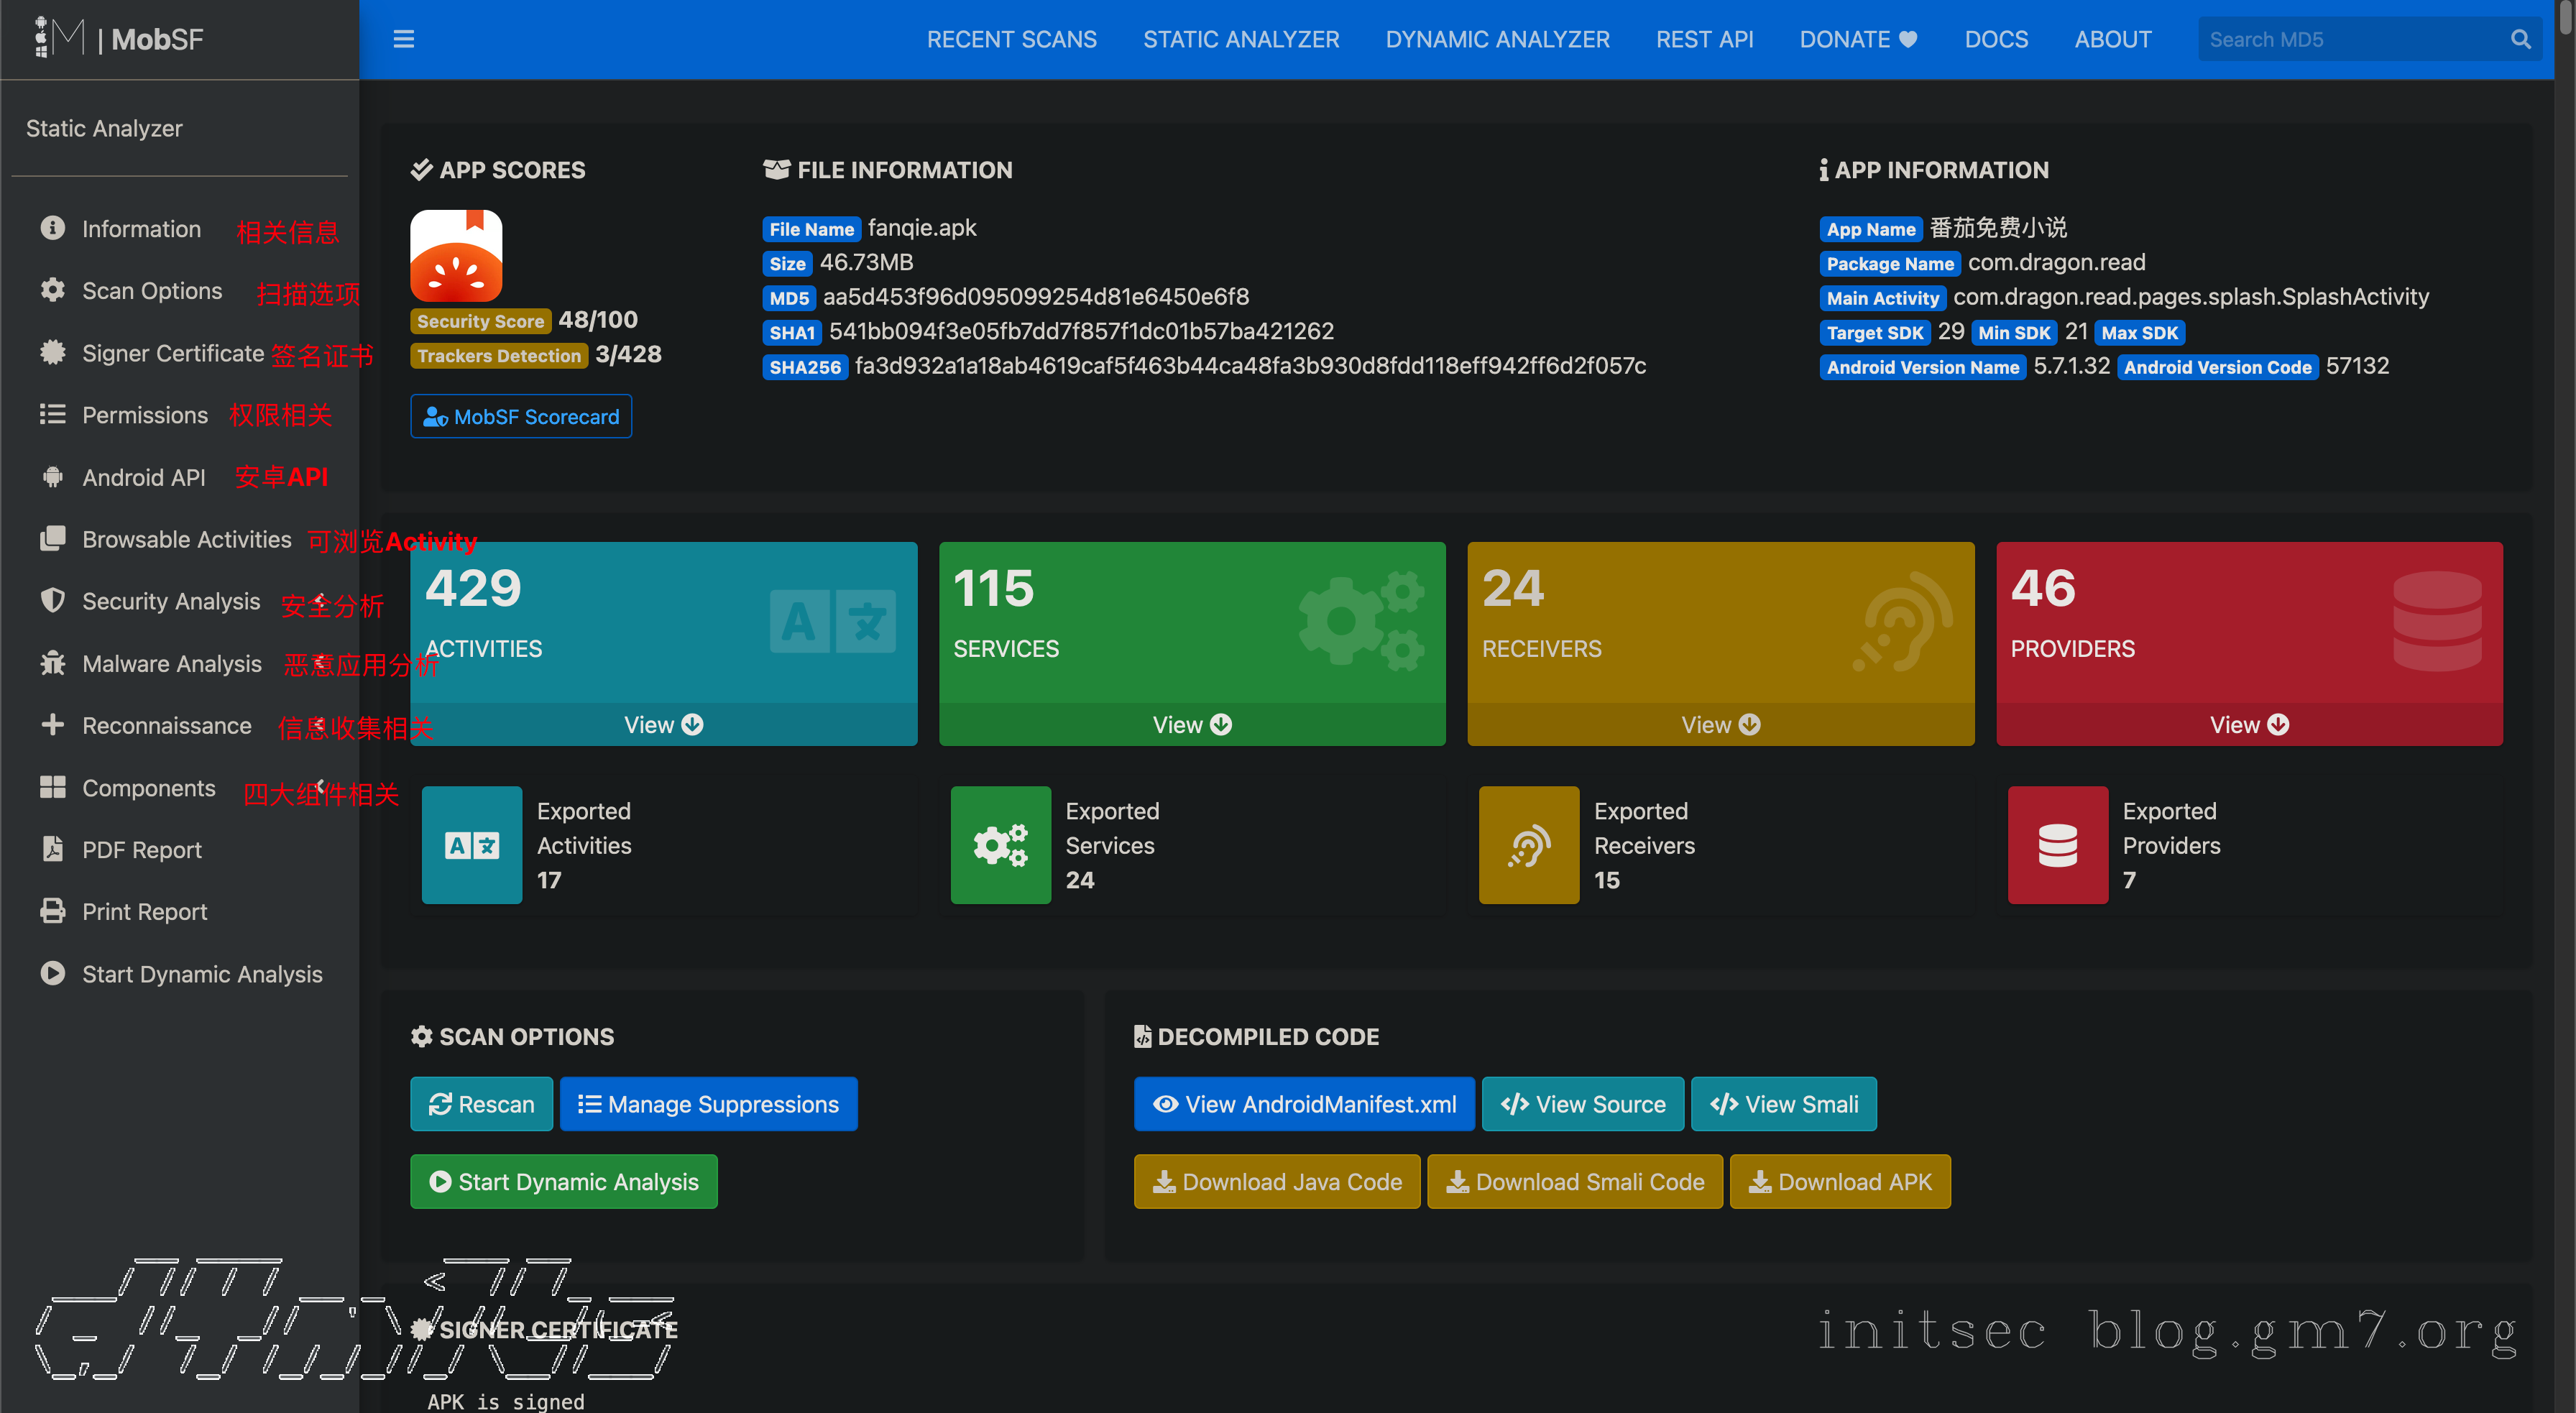 M | MobSF
RECENT SCANS
STATIC ANALYZER
DYNAMIC ANALYZER
REST API
DONATE
DOCS
ABOUT
Search MD5
Static Analyzer
Information 相关信息
Scan Options 扫描选项
Signer Certificate 签名证书
Permissions 权限相关
Android API 安卓API
Browsable Activities 可浏览Activity
Security Analysis 安全分析
Malware Analysis 恶意应用分析
Reconnaissance 信息收集相关
Components 四大组件相关
PDF Report
Print Report
Start Dynamic Analysis
APP SCORES
Security Score 48/100
Trackers Detection 3/428
MobSF Scorecard
FILE INFORMATION
File Name fanqie.apk
Size 46.73MB
MD5 aa5d453f96d095099254d81e6450e6f8
SHA1 541bb094f3e05fb7dd7f857f1dc01b57ba421262
SHA256 fa3d932a1a18ab4619caf5f463b44ca48fa3b930d8fdd118eff942ff6d2f057c
APP INFORMATION
App Name 番茄免费小说
Package Name com.dragon.read
Main Activity com.dragon.read.pages.splash.SplashActivity
Target SDK 29 Min SDK 21 Max SDK
Android Version Name 5.7.1.32 Android Version Code 57132
429
ACTIVITIES
View
115
SERVICES
View
24
RECEIVERS
View
46
PROVIDERS
View
Exported
Activities
17
Exported
Services
24
Exported
Receivers
15
Exported
Providers
7
SCAN OPTIONS
Rescan
Manage Suppressions
Start Dynamic Analysis
DECOMPILED CODE
View AndroidManifest.xml
View Source
View Smali
Download Java Code
Download Smali Code
Download APK
SIGNER CERTIFICATE
APK is signed
initsec blog.gm7.org